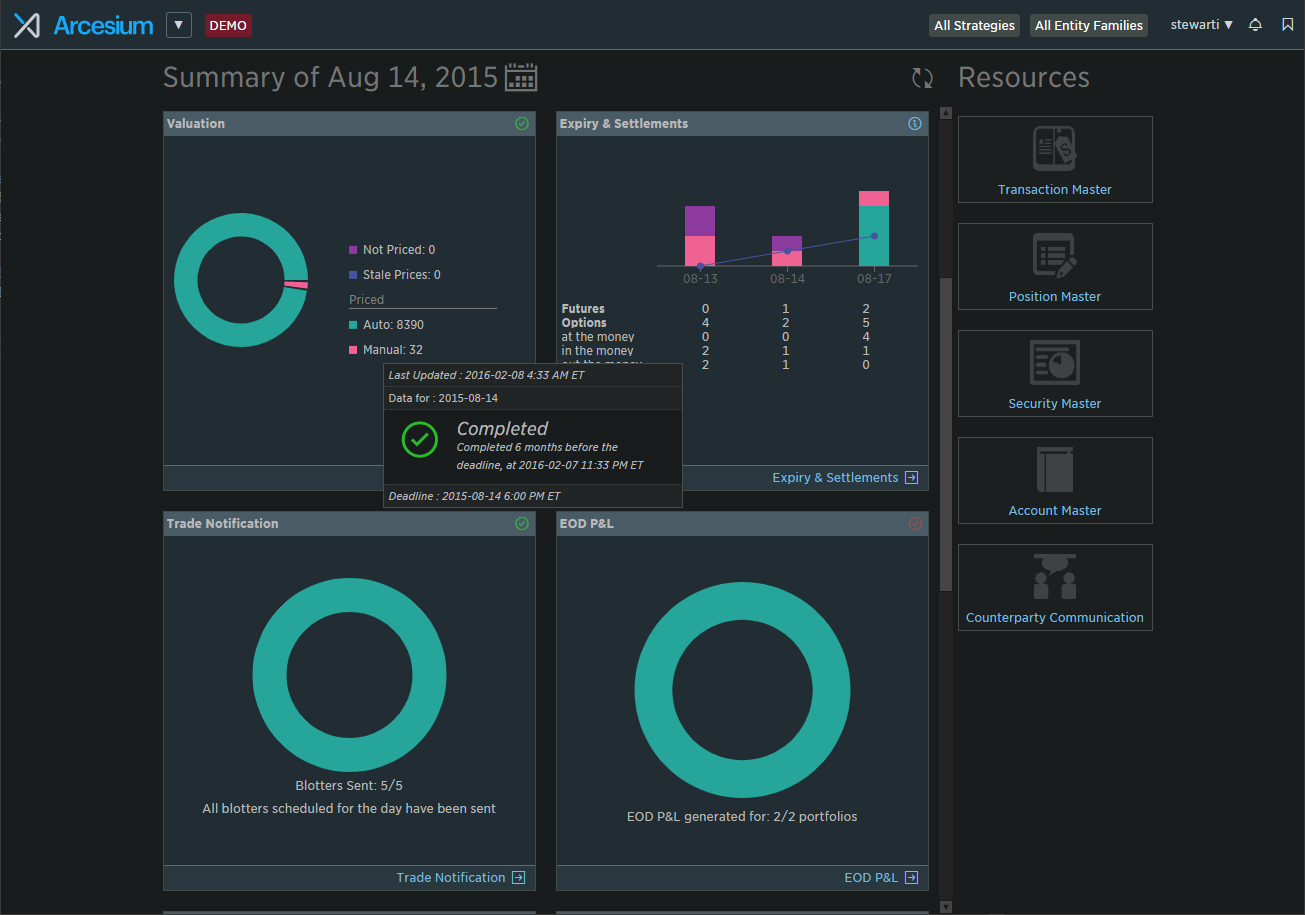 Arcesium ▼ DEMO All Strategies All Entity Families stewarti ▼
Summary of Aug 14, 2015
Resources
Valuation
Not Priced: 0
Stale Prices: 0
Priced
Auto: 8390
Manual: 32
Expiry & Settlements
08-13 08-14 08-17
Futures 0 1 2
Options 4 2 5
at the money 0 0 4
in the money 2 1 1
out the money 2 1 0
Expiry & Settlements
Last Updated : 2016-02-08 4:33 AM ET
Data for : 2015-08-14
Completed
Completed 6 months before the
deadline, at 2016-02-07 11:33 PM ET
Deadline : 2015-08-14 6:00 PM ET
Trade Notification
Blotters Sent: 5/5
All blotters scheduled for the day have been sent
Trade Notification
EOD P&L
EOD P&L generated for: 2/2 portfolios
EOD P&L
Transaction Master
Position Master
Security Master
Account Master
Counterparty Communication